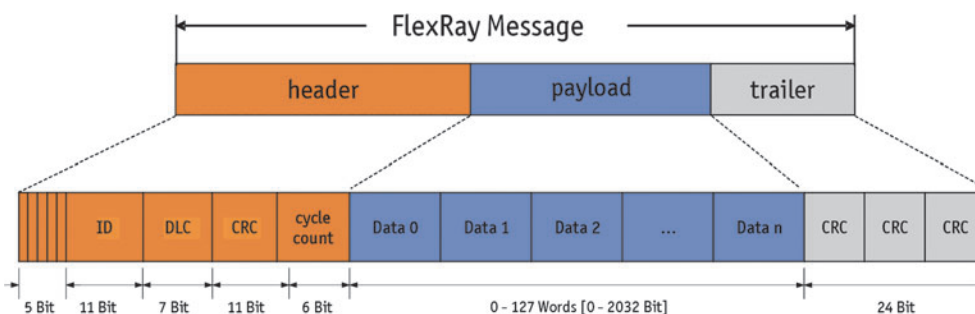 FlexRay Message
header payload trailer
ID DLC CRC cycle count Data 0 Data 1 Data 2 ... Data n CRC CRC CRC
5 Bit 11 Bit 7 Bit 11 Bit 6 Bit 0 - 127 Words [0 - 2032 Bit] 24 Bit